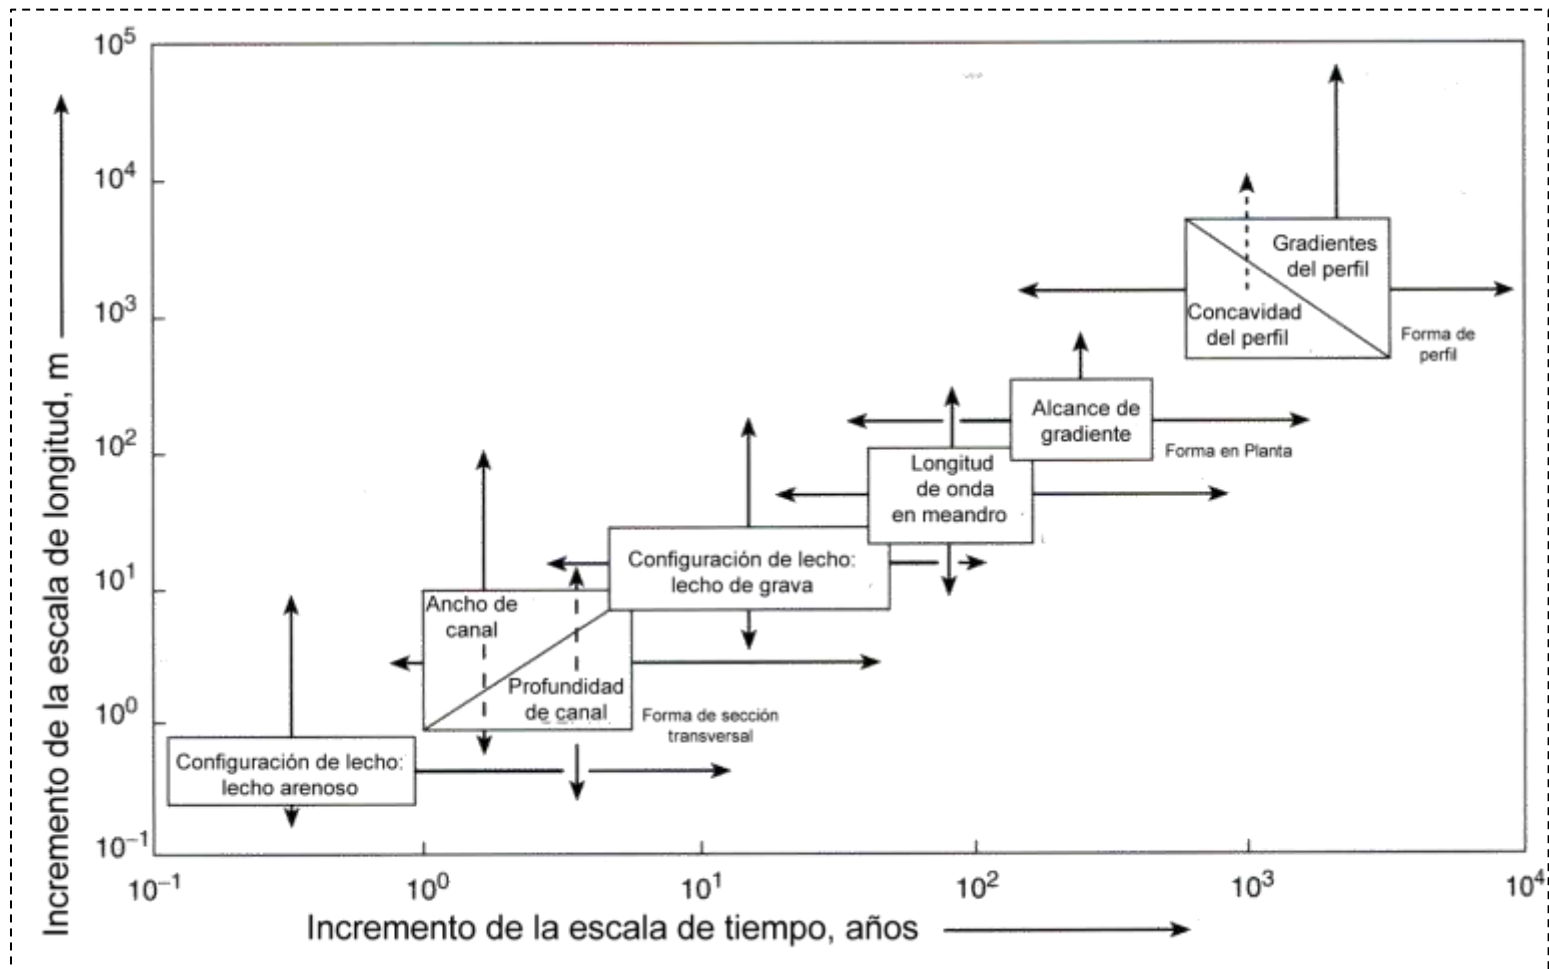 10⁵
10⁴
10³
10²
10¹
10⁰
10⁻¹
Incremento de la escala de longitud, m
Gradientes
del perfil
Concavidad
del perfil
Forma de
perfil
Alcance de
gradiente
Forma en Planta
Longitud
de onda
en meandro
Configuración de lecho:
lecho de grava
Ancho de
canal
Profundidad
de canal
Forma de sección
transversal
Configuración de lecho:
lecho arenoso
10⁻¹
10⁰
10¹
10²
10³
10⁴
Incremento de la escala de tiempo, años